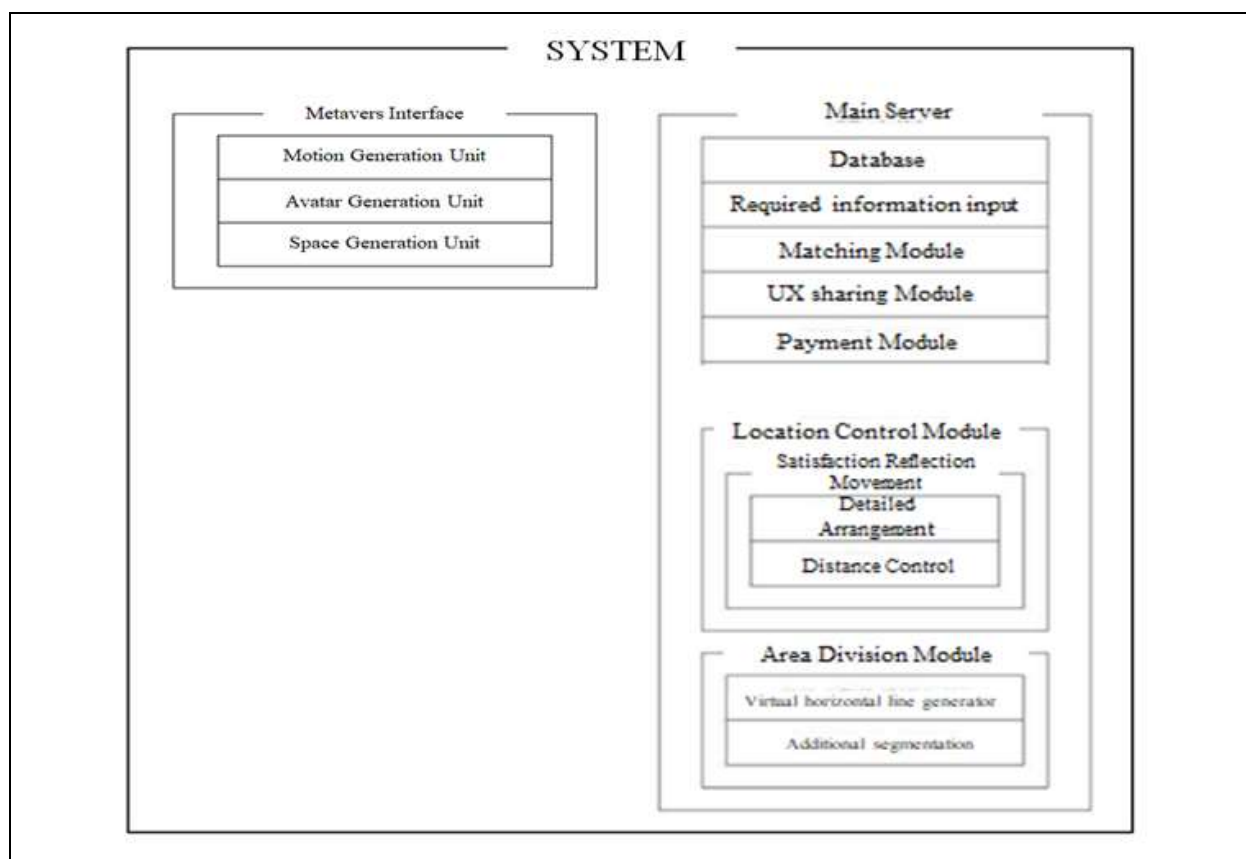 SYSTEM
Metavers Interface
Motion Generation Unit
Avatar Generation Unit
Space Generation Unit
Main Server
Database
Required information input
Matching Module
UX sharing Module
Payment Module
Location Control Module
Satisfaction Reflection
Movement
Detailed
Arrangement
Distance Control
Area Division Module
Virtual horizontal line generator
Additional segmentation